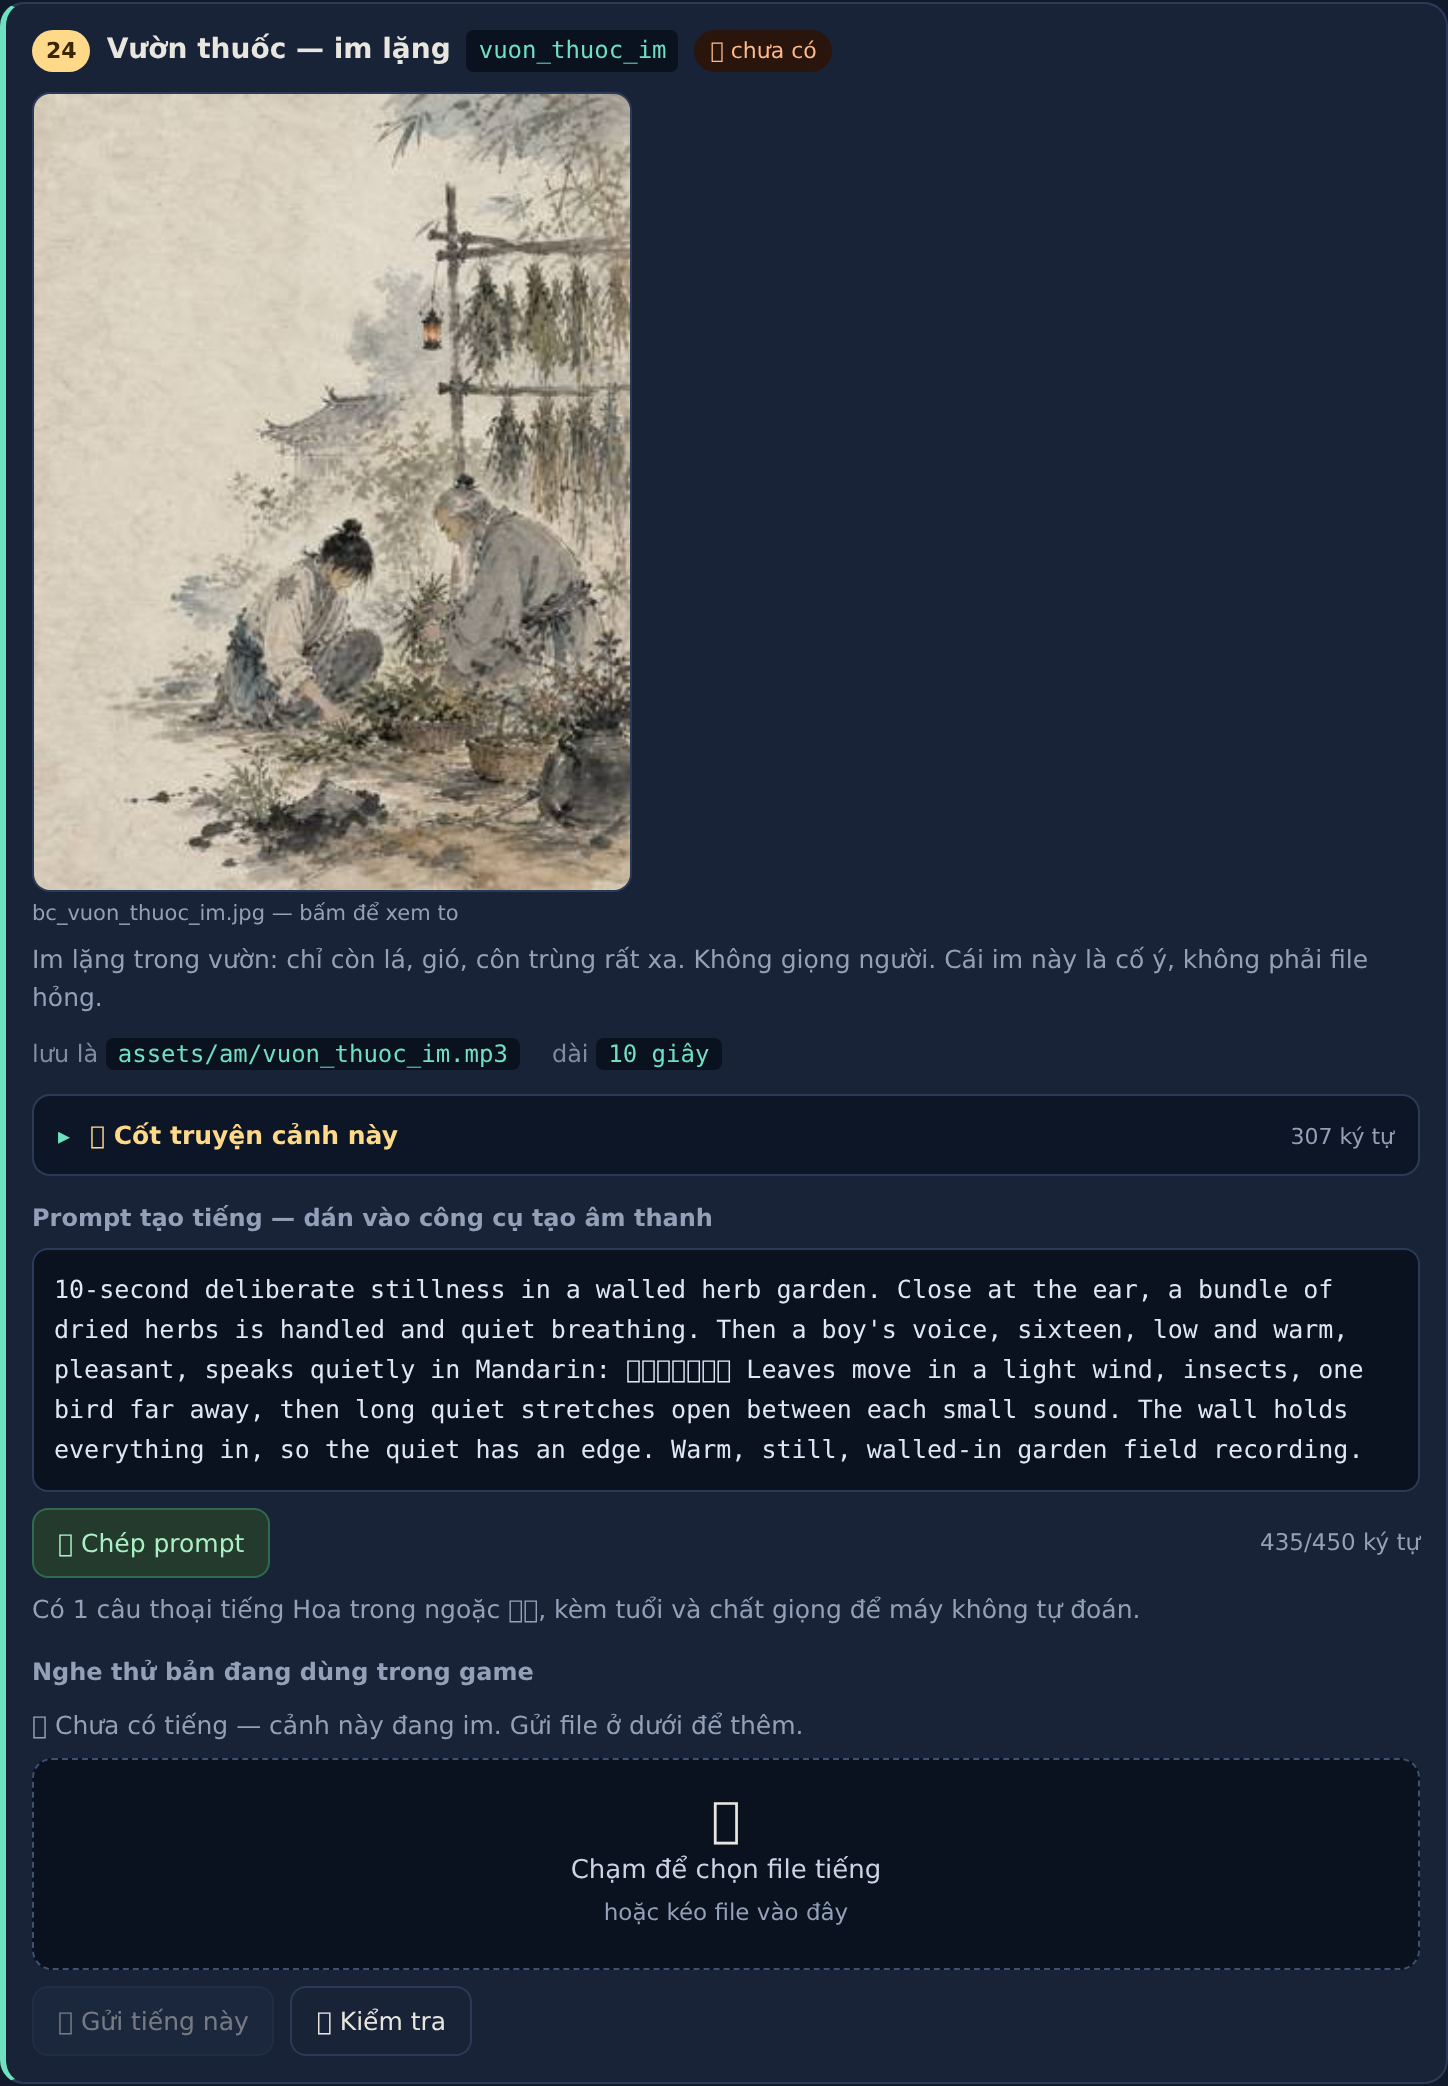 24 Vườn thuốc — im lặng vuon_thuoc_im chưa có
bc_vuon_thuoc_im.jpg — bấm để xem to
Im lặng trong vườn: chỉ còn lá, gió, côn trùng rất xa. Không giọng người. Cái im này là cố ý, không phải file
hỏng.
lưu là assets/am/vuon_thuoc_im.mp3 dài 10 giây
▸ Cốt truyện cảnh này 307 ký tự
Prompt tạo tiếng — dán vào công cụ tạo âm thanh
10-second deliberate stillness in a walled herb garden. Close at the ear, a bundle of
dried herbs is handled and quiet breathing. Then a boy's voice, sixteen, low and warm,
pleasant, speaks quietly in Mandarin: Leaves move in a light wind, insects, one
bird far away, then long quiet stretches open between each small sound. The wall holds
everything in, so the quiet has an edge. Warm, still, walled-in garden field recording.
Chép prompt 435/450 ký tự
Có 1 câu thoại tiếng Hoa trong ngoặc , kèm tuổi và chất giọng để máy không tự đoán.
Nghe thử bản đang dùng trong game
Chưa có tiếng — cảnh này đang im. Gửi file ở dưới để thêm.
Chạm để chọn file tiếng
hoặc kéo file vào đây
Gửi tiếng này Kiểm tra